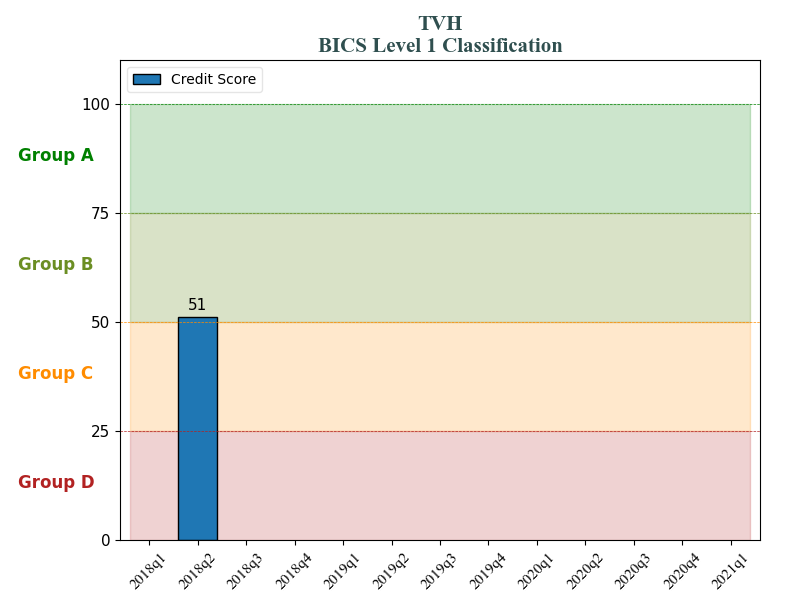 TVH
BICS Level 1 Classification
Credit Score
100
Group A
75
Group B
51
50
Group C
25
Group D
0
2018q1 2018q2 2018q3 2018q4 2019q1 2019q2 2019q3 2019q4 2020q1 2020q2 2020q3 2020q4 2021q1